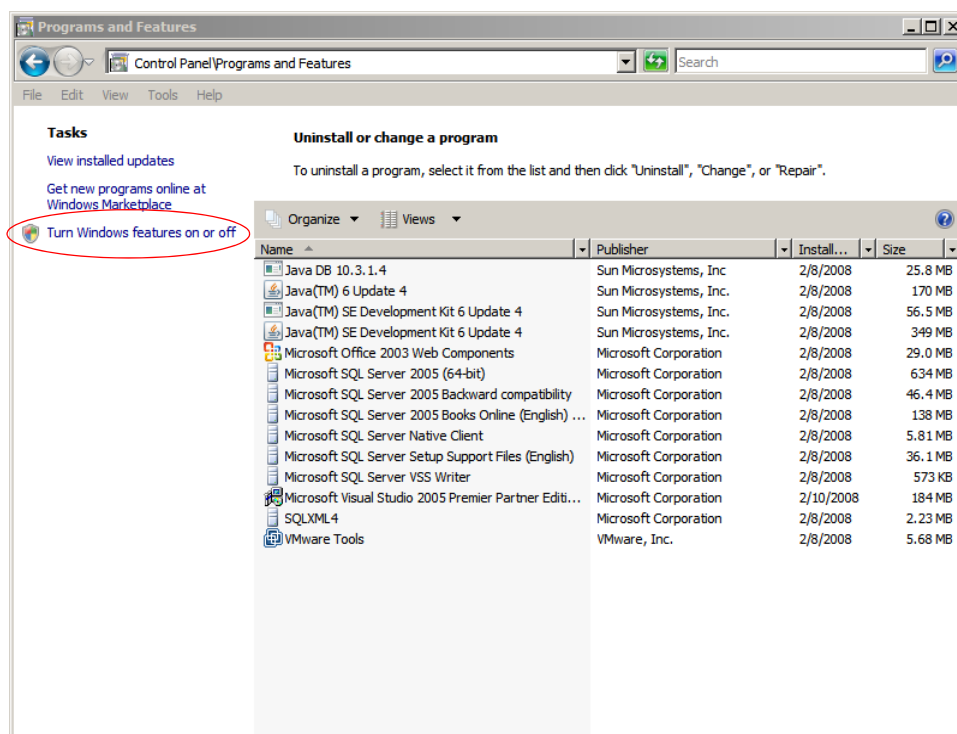 Programs and Features
Control Panel\Programs and Features
Search
File Edit View Tools Help
Tasks
View installed updates
Get new programs online at
Windows Marketplace
Turn Windows features on or off
Uninstall or change a program
To uninstall a program, select it from the list and then click "Uninstall", "Change", or "Repair".
Organize Views
Name Publisher Install... Size
Java DB 10.3.1.4 Sun Microsystems, Inc 2/8/2008 25.8 MB
Java(TM) 6 Update 4 Sun Microsystems, Inc. 2/8/2008 170 MB
Java(TM) SE Development Kit 6 Update 4 Sun Microsystems, Inc. 2/8/2008 56.5 MB
Java(TM) SE Development Kit 6 Update 4 Sun Microsystems, Inc. 2/8/2008 349 MB
Microsoft Office 2003 Web Components Microsoft Corporation 2/8/2008 29.0 MB
Microsoft SQL Server 2005 (64-bit) Microsoft Corporation 2/8/2008 634 MB
Microsoft SQL Server 2005 Backward compatibility Microsoft Corporation 2/8/2008 46.4 MB
Microsoft SQL Server 2005 Books Online (English) ... Microsoft Corporation 2/8/2008 138 MB
Microsoft SQL Server Native Client Microsoft Corporation 2/8/2008 5.81 MB
Microsoft SQL Server Setup Support Files (English) Microsoft Corporation 2/8/2008 36.1 MB
Microsoft SQL Server VSS Writer Microsoft Corporation 2/8/2008 573 KB
Microsoft Visual Studio 2005 Premier Partner Editi... Microsoft Corporation 2/10/2008 184 MB
SQLXML4 Microsoft Corporation 2/8/2008 2.23 MB
VMware Tools VMware, Inc. 2/8/2008 5.68 MB